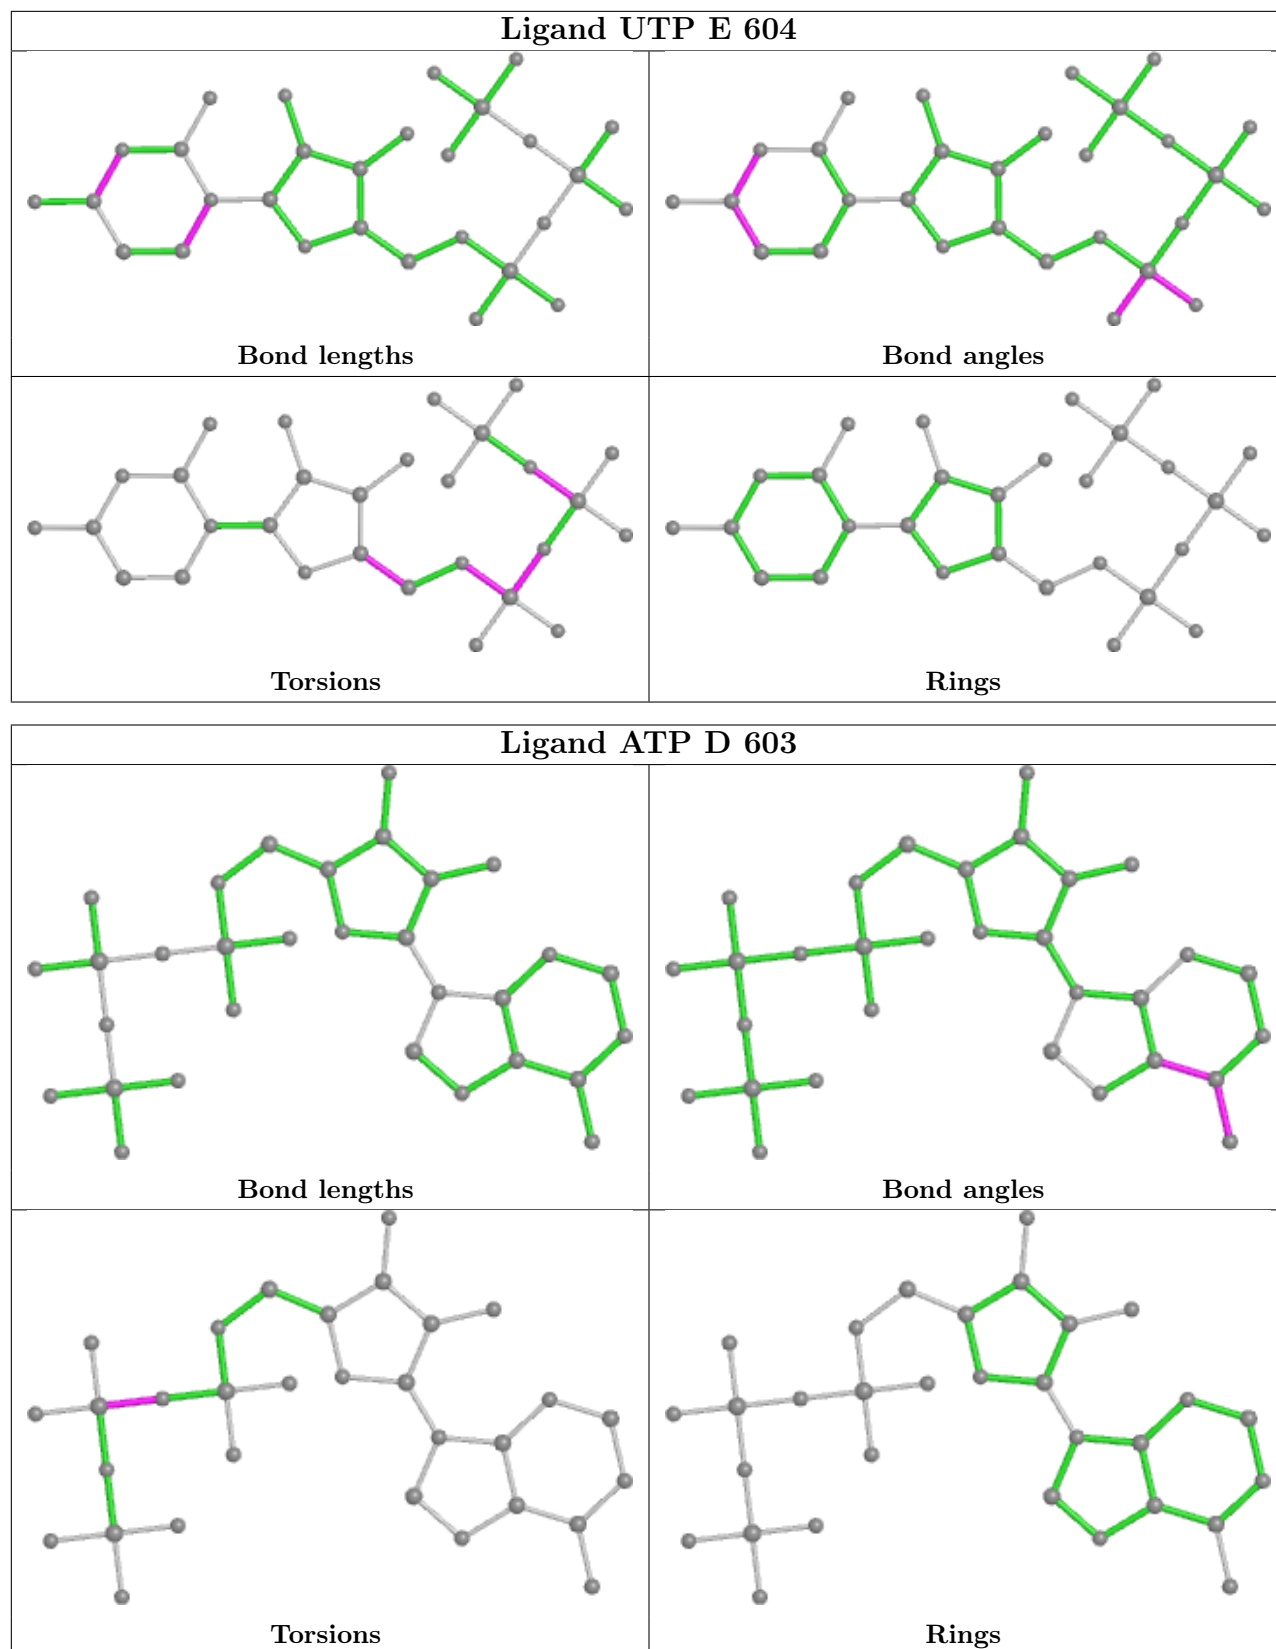 Ligand UTP E 604
Bond lengths
Bond angles
Torsions
Rings
Ligand ATP D 603
Bond lengths
Bond angles
Torsions
Rings